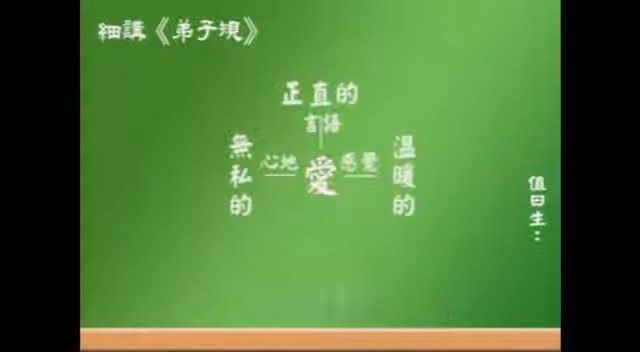 細講《弟子規》
正直的
言語
無私的
心地
愛
感覺
溫暖的
值日生：